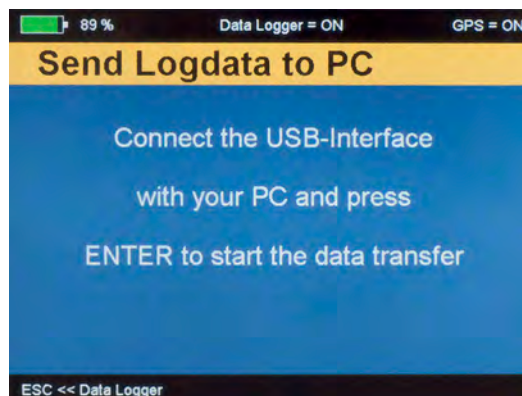 89 % Data Logger = ON GPS = ON
Send Logdata to PC
Connect the USB-Interface
with your PC and press
ENTER to start the data transfer
ESC << Data Logger